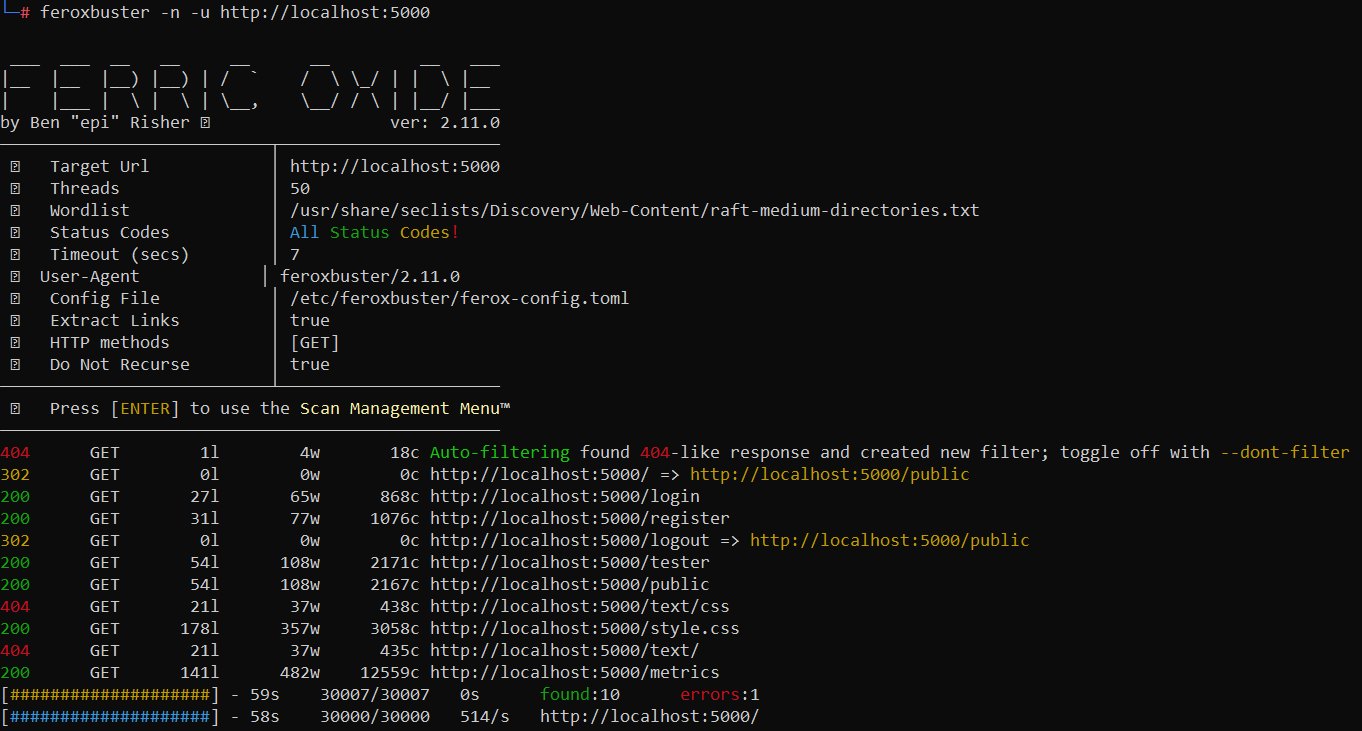 └─# feroxbuster -n -u http://localhost:5000
 ___  ___  __   __     __      __         __   ___
|__  |__  |__) |__) | /  `    /  \ \_/ | |  \ |__
|    |___ |  \ |  \ | \__,    \__/ / \ | |__/ |___
by Ben "epi" Risher                    ver: 2.11.0
Target Url │ http://localhost:5000
Threads │ 50
Wordlist │ /usr/share/seclists/Discovery/Web-Content/raft-medium-directories.txt
Status Codes │ All Status Codes!
Timeout (secs) │ 7
User-Agent │ feroxbuster/2.11.0
Config File │ /etc/feroxbuster/ferox-config.toml
Extract Links │ true
HTTP methods │ [GET]
Do Not Recurse │ true
Press [ENTER] to use the Scan Management Menu™
404      GET        1l        4w       18c Auto-filtering found 404-like response and created new filter; toggle off with --dont-filter
302      GET        0l        0w        0c http://localhost:5000/ => http://localhost:5000/public
200      GET       27l       65w      868c http://localhost:5000/login
200      GET       31l       77w     1076c http://localhost:5000/register
302      GET        0l        0w        0c http://localhost:5000/logout => http://localhost:5000/public
200      GET       54l      108w     2171c http://localhost:5000/tester
200      GET       54l      108w     2167c http://localhost:5000/public
404      GET       21l       37w      438c http://localhost:5000/text/css
200      GET      178l      357w     3058c http://localhost:5000/style.css
404      GET       21l       37w      435c http://localhost:5000/text/
200      GET      141l      482w    12559c http://localhost:5000/metrics
[####################] - 59s    30007/30007   0s      found:10      errors:1
[####################] - 58s    30000/30000   514/s   http://localhost:5000/